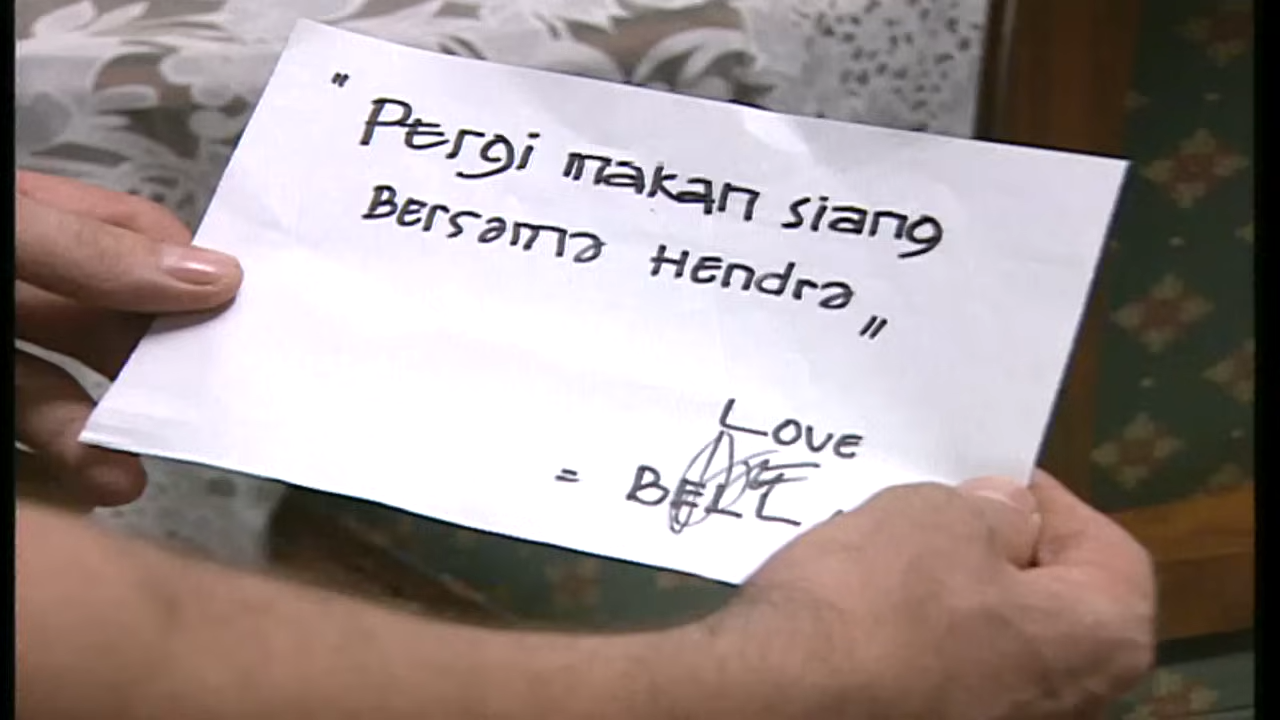 " Pergi makan siang
Bersama Hendra „
Love
= BELL